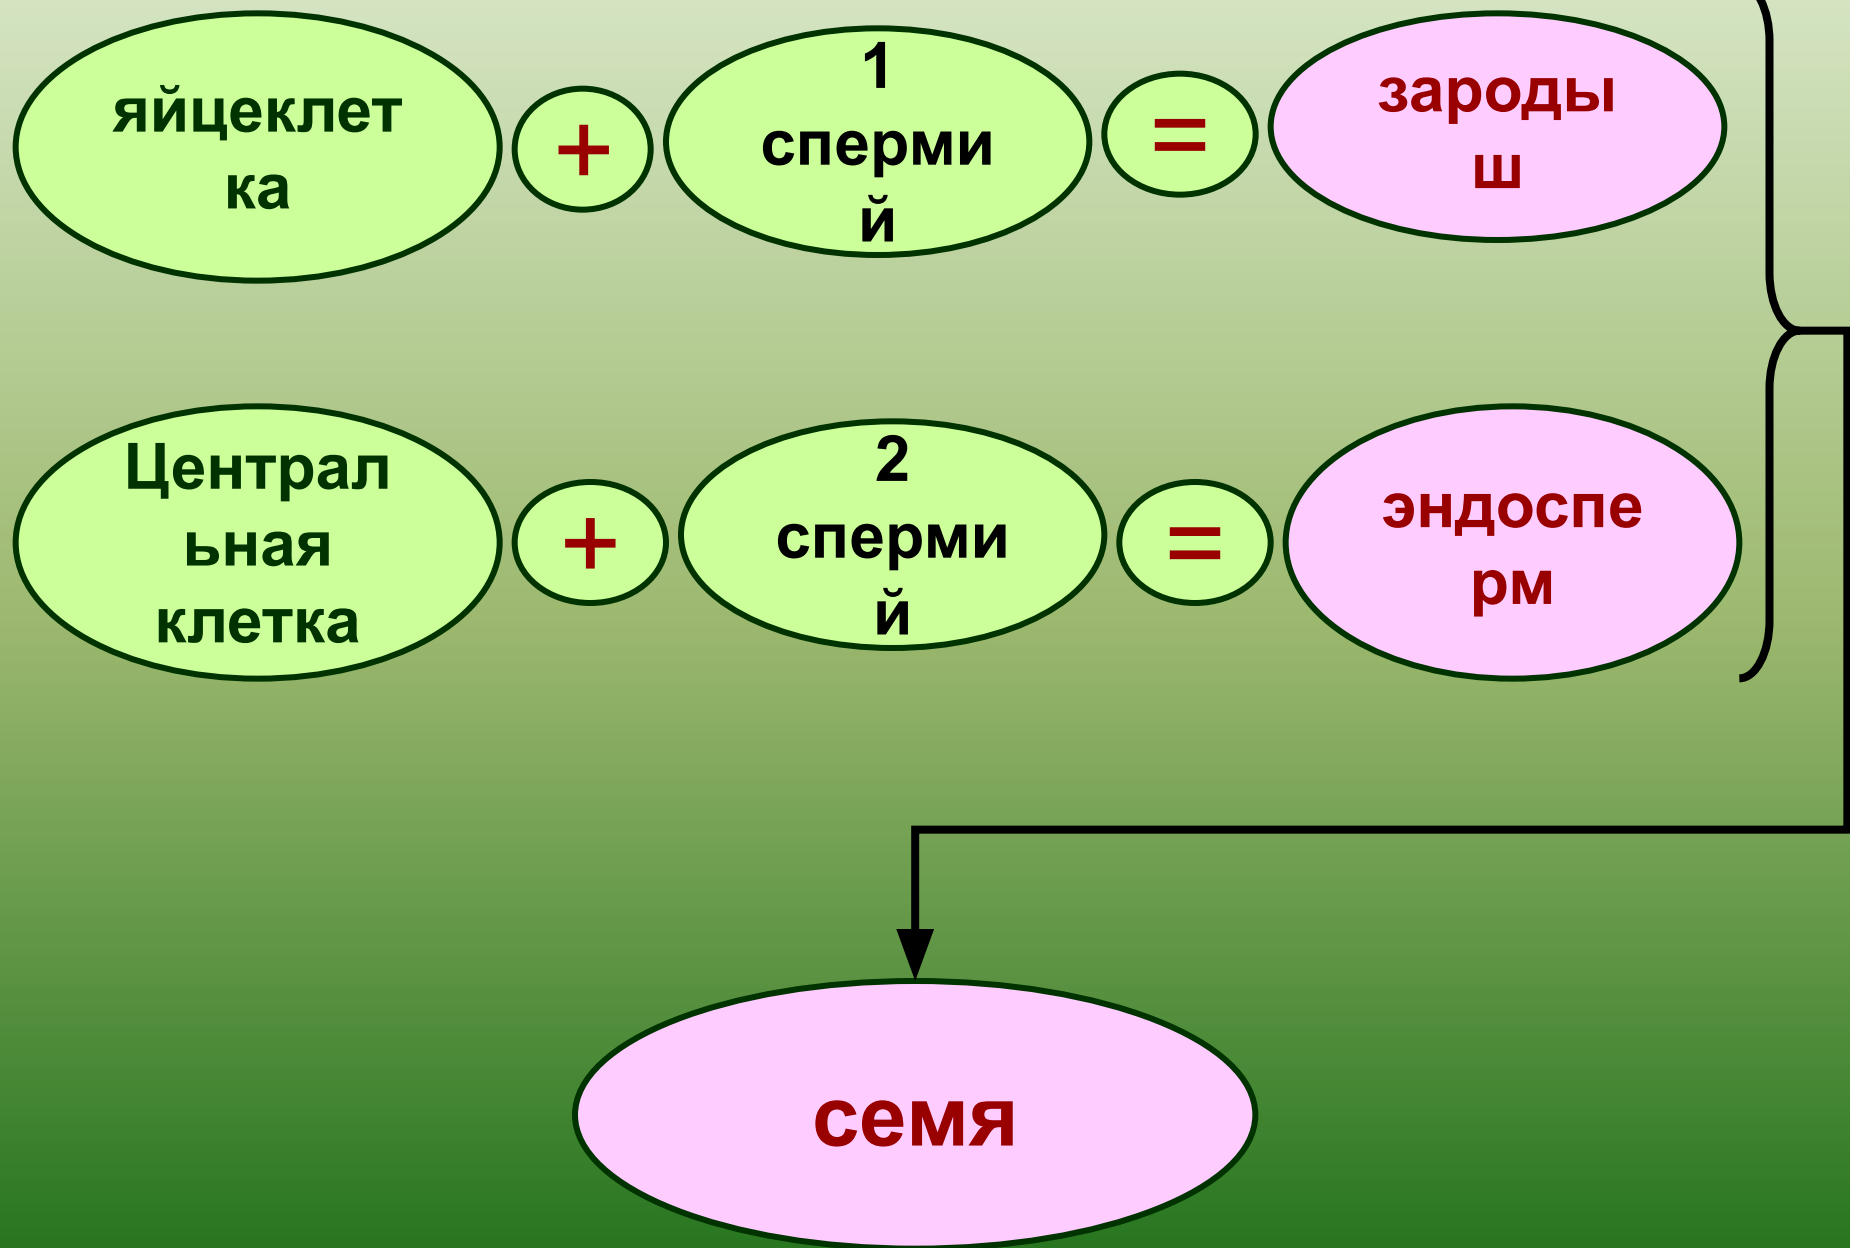 яйцеклет
ка
+
1
сперми
й
=
зароды
ш
Централ
ьная
клетка
+
2
сперми
й
=
эндоспе
рм
семя